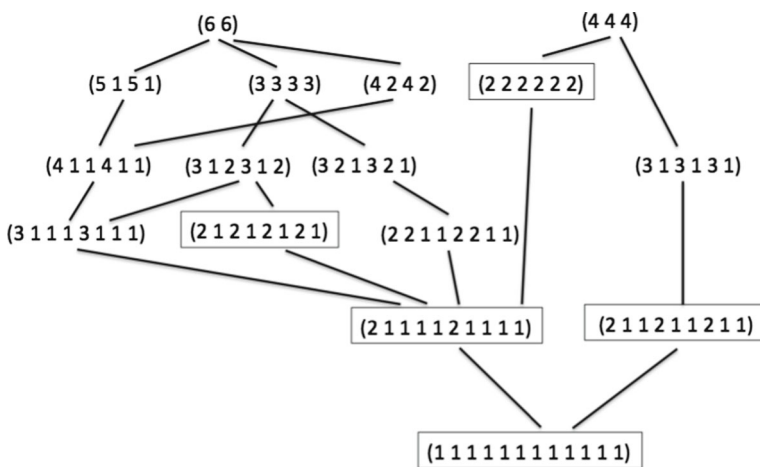 (6 6) (4 4 4)
(5 1 5 1) (3 3 3 3) (4 2 4 2) (2 2 2 2 2 2)
(4 1 1 4 1 1) (3 1 2 3 1 2) (3 2 1 3 2 1) (3 1 3 1 3 1)
(3 1 1 1 3 1 1 1) (2 1 2 1 2 1 2 1) (2 2 1 1 2 2 1 1)
(2 1 1 1 1 2 1 1 1 1) (2 1 1 2 1 1 2 1 1)
(1 1 1 1 1 1 1 1 1 1 1 1)